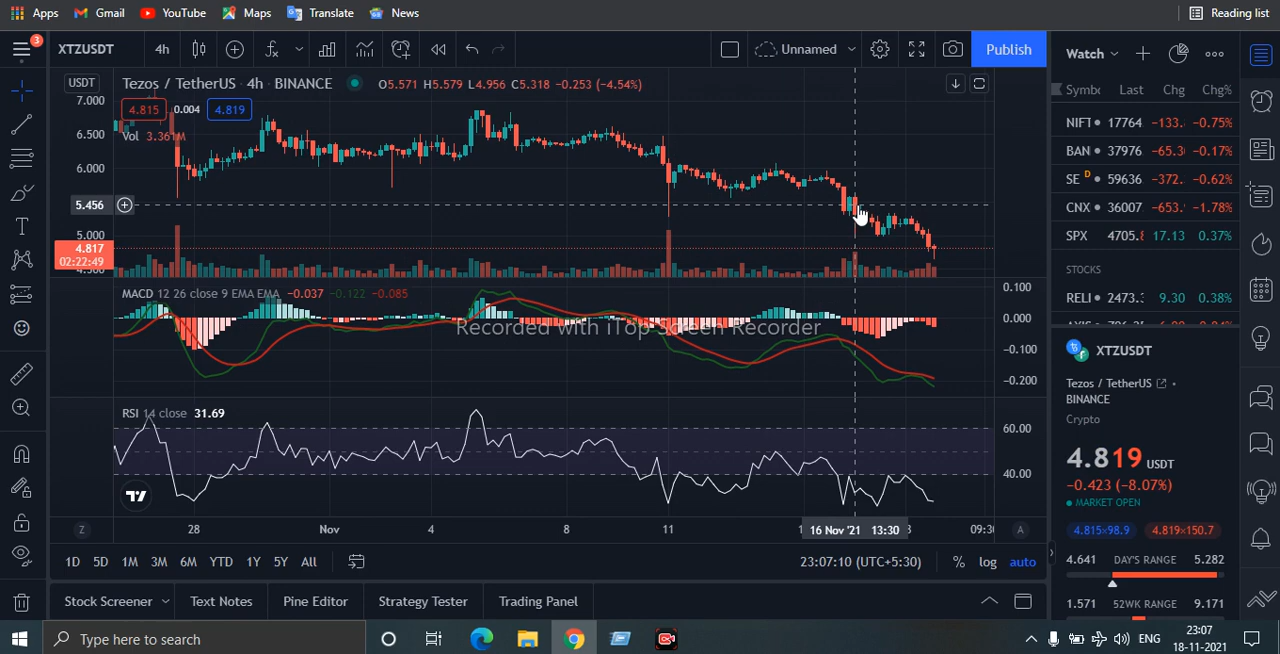 Apps Gmail YouTube Maps Translate News Reading list
3 XTZUSDT 4h Unnamed Publish Watch
USDT Tezos / TetherUS · 4h · BINANCE O5.571 H5.579 L4.956 C5.318 -0.253 (-4.54%)
7.000
4.815 0.004 4.819
Vol 3.361M
6.500
6.000
5.456
5.000
4.817
02:22:49
Symb Last Chg Chg%
NIFT 17764 -133. -0.75%
BAN 37976 -65.3 -0.17%
SE D 59636 -372. -0.62%
CNX 36007 -653. -1.78%
SPX 4705.8 17.13 0.37%
STOCKS
RELI 2473. 9.30 0.38%
MACD 12 26 close 9 EMA EMA -0.037 -0.122 -0.085
0.100
0.000
-0.100
-0.200
Recorded with iTop Screen Recorder
RSI 14 close 31.69
60.00
40.00
Z 28 Nov 4 8 11 16 Nov '21 13:30 09:30 A
1D 5D 1M 3M 6M YTD 1Y 5Y All 23:07:10 (UTC+5:30) % log auto
Stock Screener Text Notes Pine Editor Strategy Tester Trading Panel
XTZUSDT
Tezos / TetherUS
BINANCE
Crypto
4.819 USDT
-0.423 (-8.07%)
MARKET OPEN
4.815×98.9 4.819×150.7
4.641 DAY'S RANGE 5.282
1.571 52WK RANGE 9.171
Type here to search ENG 23:07
18-11-2021